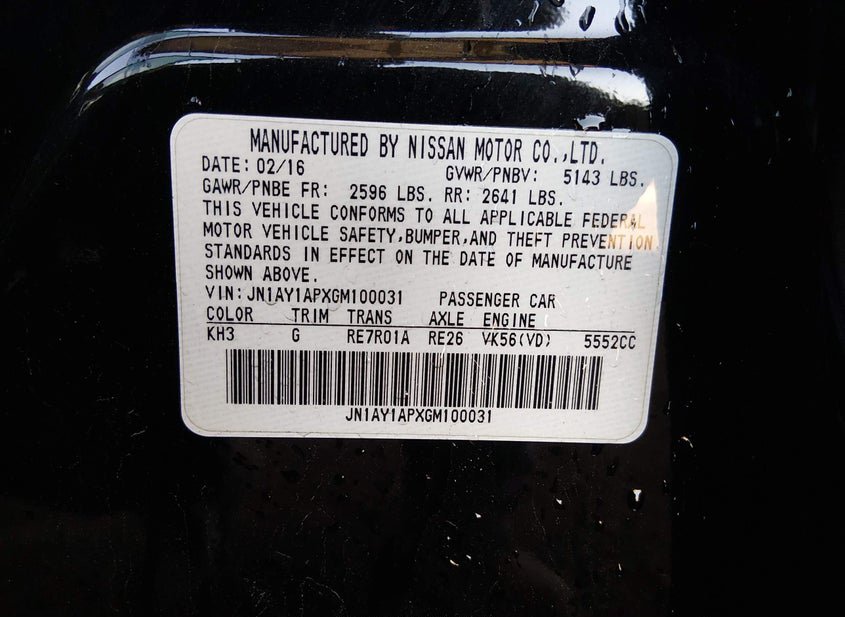 MANUFACTURED BY NISSAN MOTOR CO.,LTD.
DATE: 02/16 GVWR/PNBV: 5143 LBS.
GAWR/PNBE FR: 2596 LBS. RR: 2641 LBS.
THIS VEHICLE CONFORMS TO ALL APPLICABLE FEDERAL
MOTOR VEHICLE SAFETY,BUMPER,AND THEFT PREVENTION
STANDARDS IN EFFECT ON THE DATE OF MANUFACTURE
SHOWN ABOVE.
VIN: JN1AY1APXGM100031 PASSENGER CAR
COLOR TRIM TRANS AXLE ENGINE
KH3 G RE7R01A RE26 VK56(VD) 5552CC
JN1AY1APXGM100031